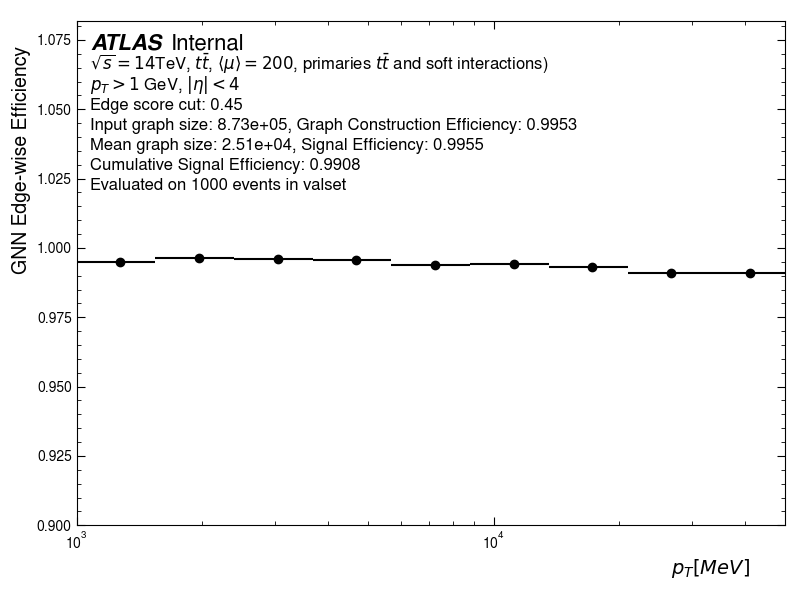 ATLAS Internal
√s = 14TeV, tt̄, ⟨μ⟩ = 200, primaries tt̄ and soft interactions)
p_T > 1 GeV, |η| < 4
Edge score cut: 0.45
Input graph size: 8.73e+05, Graph Construction Efficiency: 0.9953
Mean graph size: 2.51e+04, Signal Efficiency: 0.9955
Cumulative Signal Efficiency: 0.9908
Evaluated on 1000 events in valset
GNN Edge-wise Efficiency
1.075
1.050
1.025
1.000
0.975
0.950
0.925
0.900
10³
10⁴
p_T[MeV]